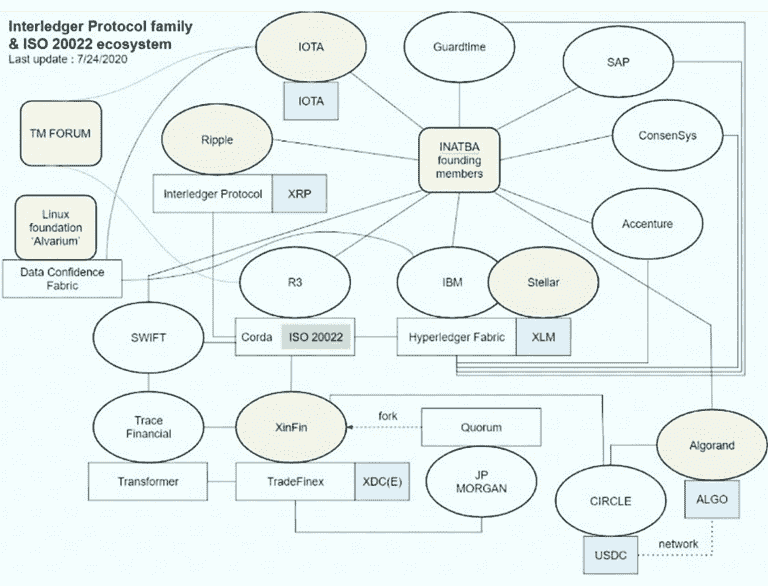 Interledger Protocol family
& ISO 20022 ecosystem
Last update : 7/24/2020
IOTA
IOTA
Guardtime
SAP
ConsenSys
TM FORUM
Ripple
Interledger Protocol
XRP
INATBA
founding
members
Accenture
Linux
foundation
'Alvarium'
Data Confidence
Fabric
R3
IBM
Stellar
SWIFT
Corda
ISO 20022
Hyperledger Fabric
XLM
Trace
Financial
XinFin
fork
Quorum
Algorand
Transformer
TradeFinex
XDC(E)
JP
MORGAN
CIRCLE
ALGO
USDC
network